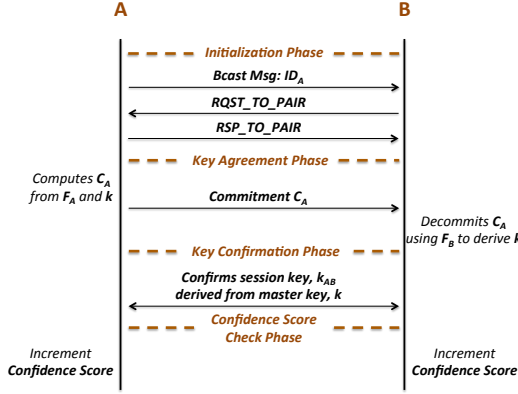 A
B
Initialization Phase
Bcast Msg: ID_A
RQST_TO_PAIR
RSP_TO_PAIR
Key Agreement Phase
Computes C_A
from F_A and k
Commitment C_A
Decommits C_A
using F_B to derive k
Key Confirmation Phase
Confirms session key, k_AB
derived from master key, k
Confidence Score
Check Phase
Increment
Confidence Score
Increment
Confidence Score